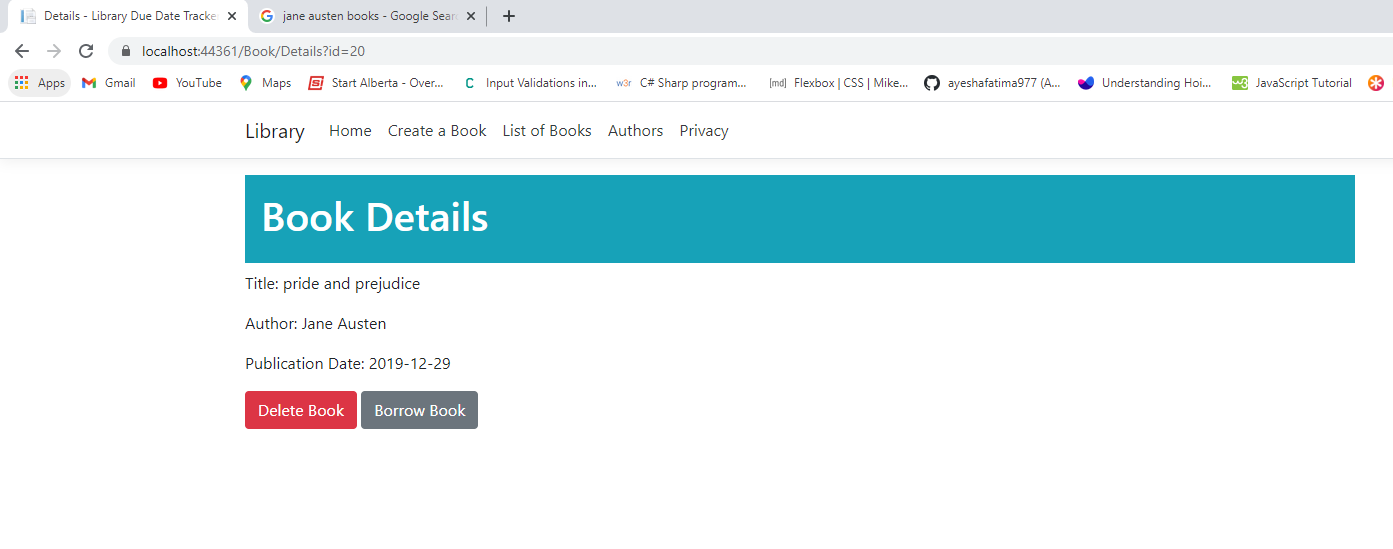 Details - Library Due Date Tracke
jane austen books - Google Sear
localhost:44361/Book/Details?id=20
Apps Gmail YouTube Maps Start Alberta - Over... Input Validations in... w3r C# Sharp program... [md] Flexbox | CSS | Mike... ayeshafatima977 (A... Understanding Hoi... JavaScript Tutorial
Library Home Create a Book List of Books Authors Privacy
Book Details
Title: pride and prejudice
Author: Jane Austen
Publication Date: 2019-12-29
Delete Book Borrow Book